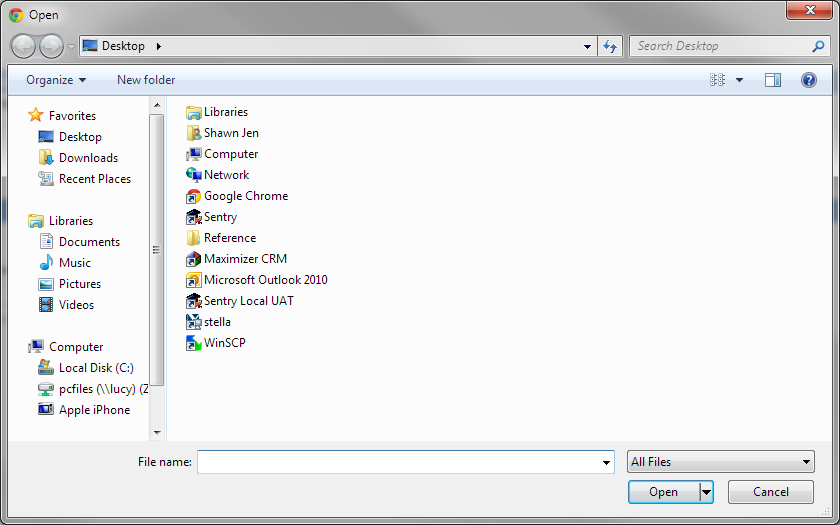 Open
Desktop
Search Desktop
Organize
New folder
Favorites
Desktop
Downloads
Recent Places
Libraries
Documents
Music
Pictures
Videos
Computer
Local Disk (C:)
pcfiles (\\lucy) (Z
Apple iPhone
Libraries
Shawn Jen
Computer
Network
Google Chrome
Sentry
Reference
Maximizer CRM
Microsoft Outlook 2010
Sentry Local UAT
stella
WinSCP
File name:
All Files
Open
Cancel